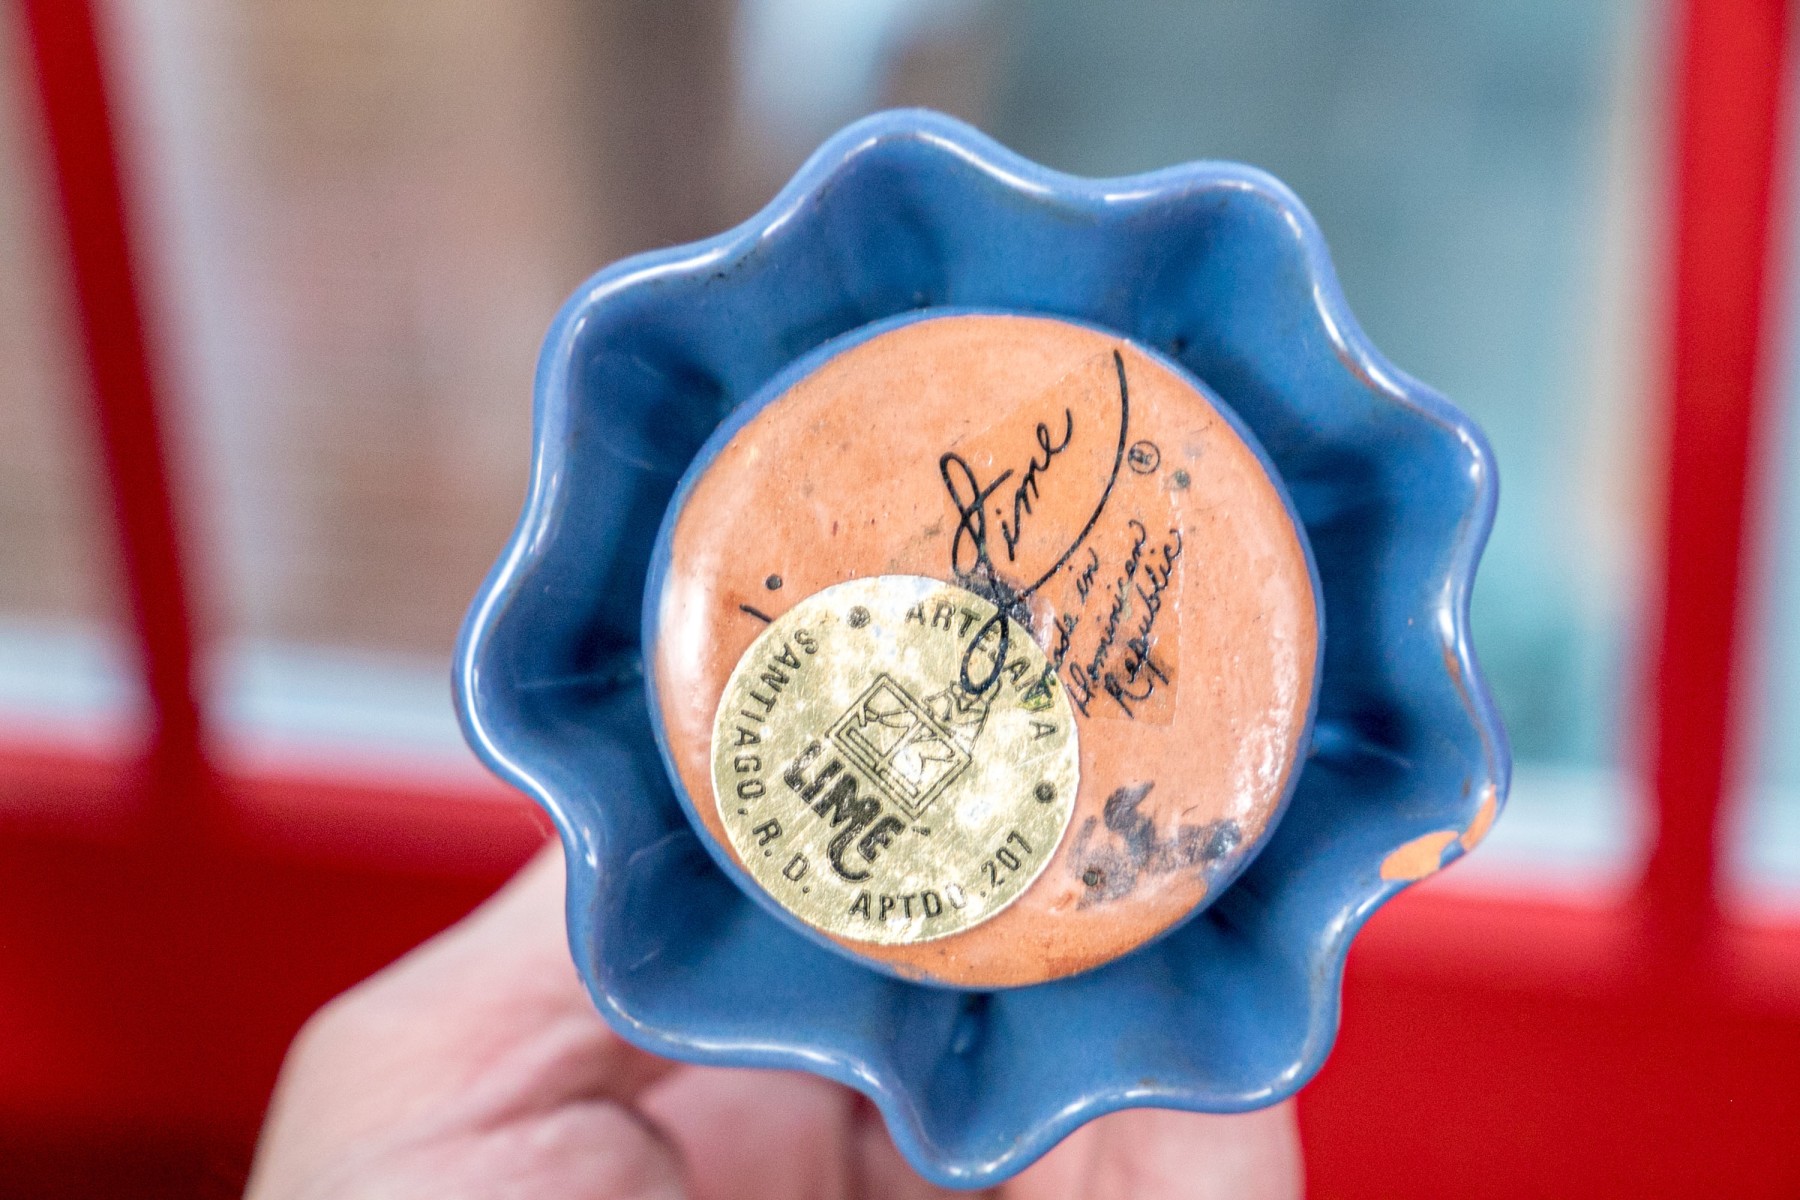 Lime ®
Made in
Dominican
Republic
ARTESANIA
LIME
SANTIAGO, R. D.
APTDO. 207